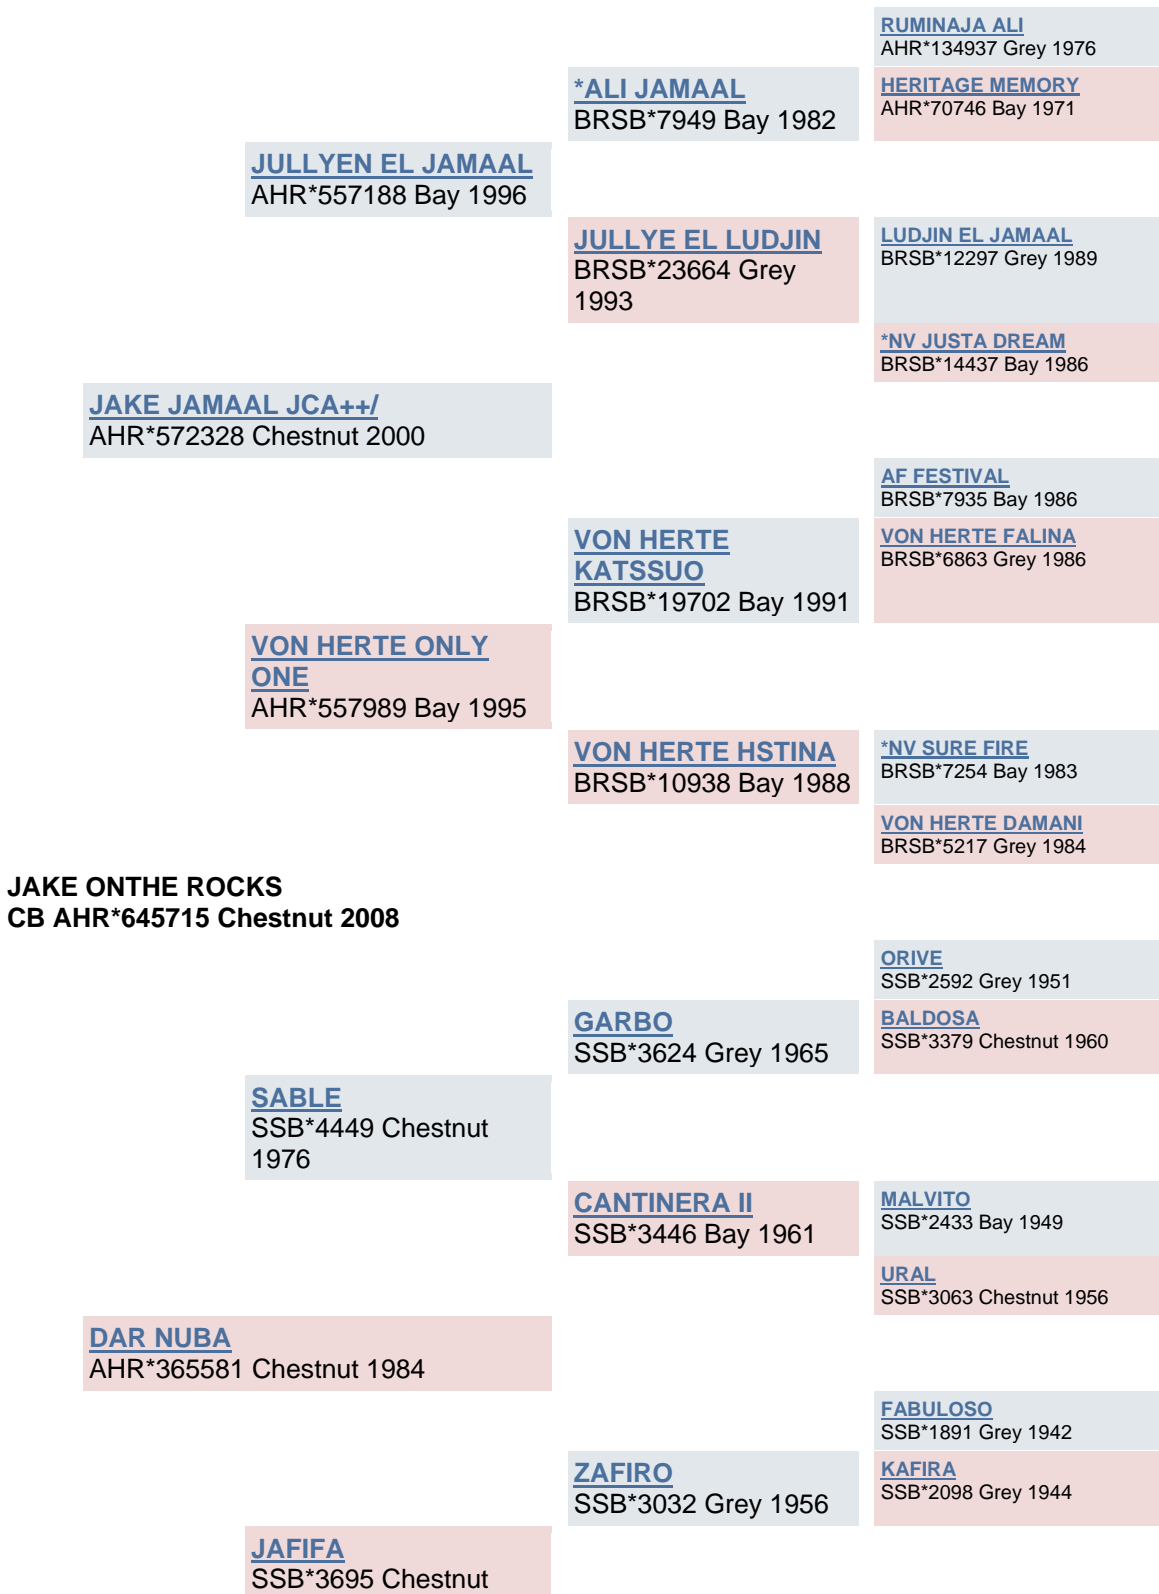 RUMINAJA ALI
AHR*134937 Grey 1976
*ALI JAMAAL
BRSB*7949 Bay 1982
HERITAGE MEMORY
AHR*70746 Bay 1971
JULLYEN EL JAMAAL
AHR*557188 Bay 1996
JULLYE EL LUDJIN
BRSB*23664 Grey
1993
LUDJIN EL JAMAAL
BRSB*12297 Grey 1989
*NV JUSTA DREAM
BRSB*14437 Bay 1986
JAKE JAMAAL JCA++/
AHR*572328 Chestnut 2000
AF FESTIVAL
BRSB*7935 Bay 1986
VON HERTE
KATSSUO
BRSB*19702 Bay 1991
VON HERTE FALINA
BRSB*6863 Grey 1986
VON HERTE ONLY
ONE
AHR*557989 Bay 1995
VON HERTE HSTINA
BRSB*10938 Bay 1988
*NV SURE FIRE
BRSB*7254 Bay 1983
VON HERTE DAMANI
BRSB*5217 Grey 1984
JAKE ONTHE ROCKS
CB AHR*645715 Chestnut 2008
ORIVE
SSB*2592 Grey 1951
GARBO
SSB*3624 Grey 1965
BALDOSA
SSB*3379 Chestnut 1960
SABLE
SSB*4449 Chestnut
1976
CANTINERA II
SSB*3446 Bay 1961
MALVITO
SSB*2433 Bay 1949
URAL
SSB*3063 Chestnut 1956
DAR NUBA
AHR*365581 Chestnut 1984
FABULOSO
SSB*1891 Grey 1942
ZAFIRO
SSB*3032 Grey 1956
KAFIRA
SSB*2098 Grey 1944
JAFIFA
SSB*3695 Chestnut